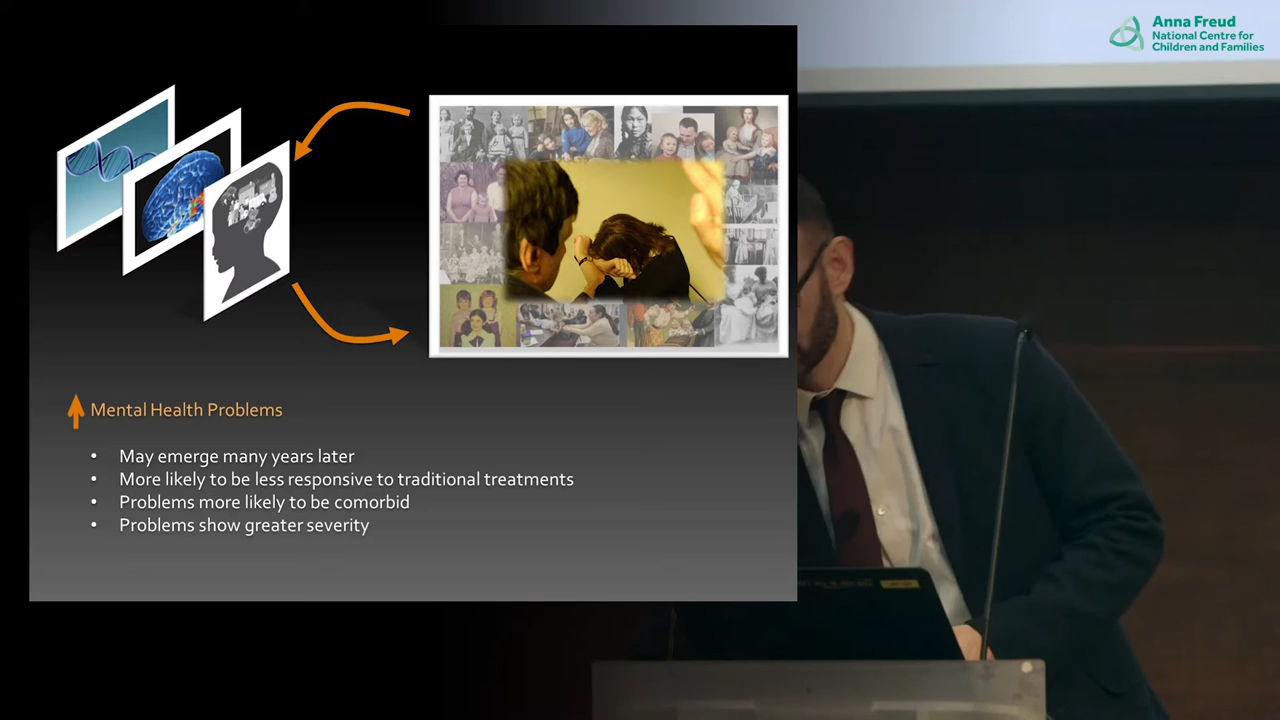 Anna Freud
National Centre for
Children and Families
Mental Health Problems
• May emerge many years later
• More likely to be less responsive to traditional treatments
• Problems more likely to be comorbid
• Problems show greater severity